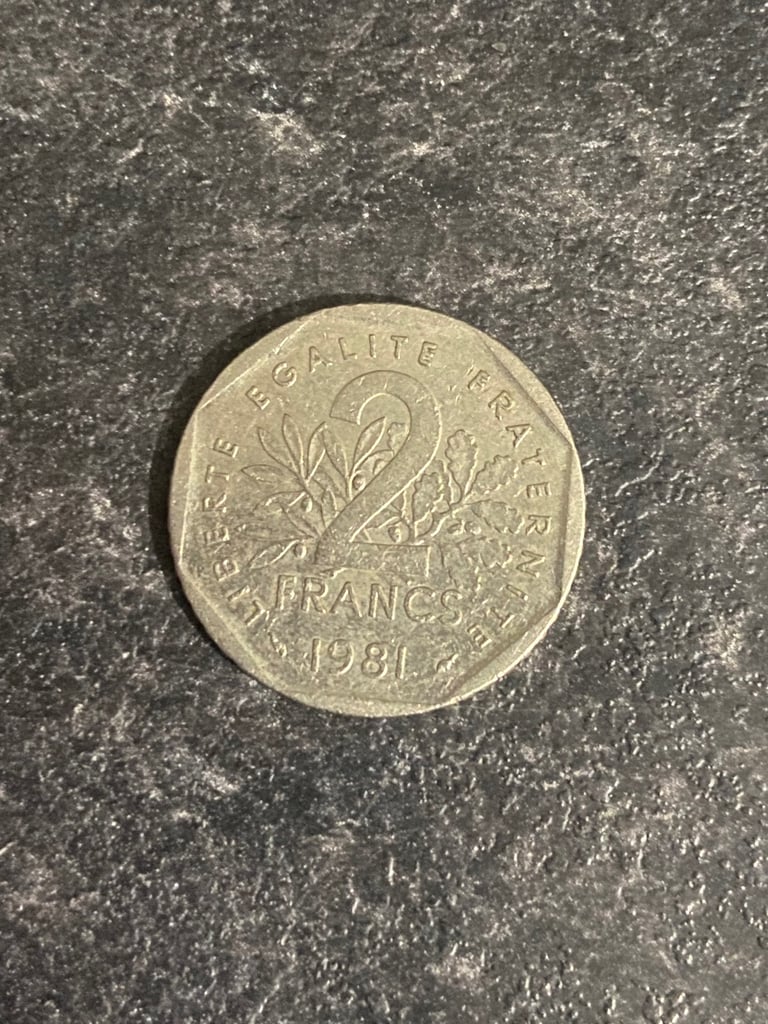 LIBERTE EGALITE FRATERNITE
2
FRANCS
1981